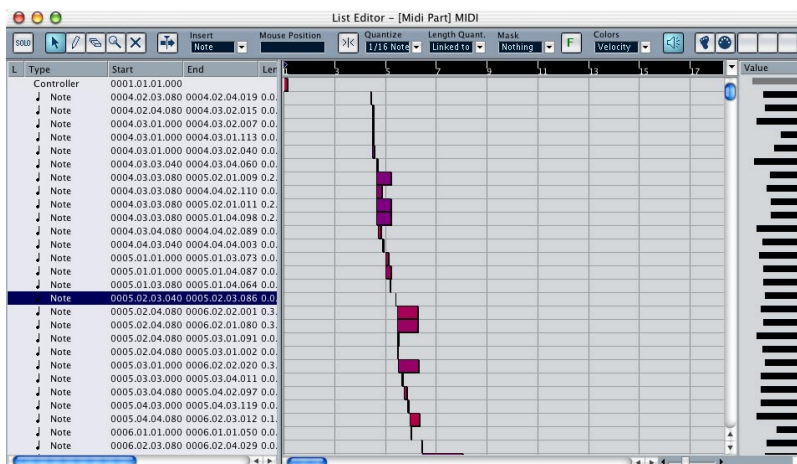 List Editor - [Midi Part] MIDI
SOLO Insert Mouse Position Quantize Length Quant. Mask Colors
Note 1/16 Note Linked to Nothing F Velocity
L Type Start End Len 3 5 7 9 11 13 15 17 Value
Controller 0001.01.01.000
Note 0004.02.03.080 0004.02.04.019 0.0.
Note 0004.02.04.080 0004.03.02.015 0.0.
Note 0004.03.01.000 0004.03.02.007 0.0.
Note 0004.03.01.000 0004.03.01.113 0.0.
Note 0004.03.01.000 0004.03.02.040 0.0.
Note 0004.03.03.040 0004.03.04.060 0.0.
Note 0004.03.03.080 0005.02.01.009 0.2.
Note 0004.03.03.080 0004.04.02.110 0.0.
Note 0004.03.03.080 0005.02.01.011 0.2.
Note 0004.03.03.080 0005.01.04.098 0.2.
Note 0004.03.04.080 0004.04.02.089 0.0.
Note 0004.04.03.040 0004.04.04.003 0.0.
Note 0005.01.01.000 0005.01.03.073 0.0.
Note 0005.01.01.000 0005.01.04.087 0.0.
Note 0005.01.03.080 0005.01.04.064 0.0.
Note 0005.02.03.040 0005.02.03.086 0.0.
Note 0005.02.04.080 0006.02.02.001 0.3.
Note 0005.02.04.080 0006.02.01.080 0.3.
Note 0005.02.04.080 0005.03.01.091 0.0.
Note 0005.02.04.080 0005.03.01.002 0.0.
Note 0005.03.01.000 0006.02.02.020 0.3.
Note 0005.03.03.000 0005.03.04.011 0.0.
Note 0005.03.04.080 0005.04.02.097 0.0.
Note 0005.04.03.000 0005.04.03.119 0.0.
Note 0005.04.04.080 0006.02.03.012 0.1.
Note 0006.01.01.000 0006.01.01.050 0.0.
Note 0006.02.03.080 0006.02.04.029 0.0.